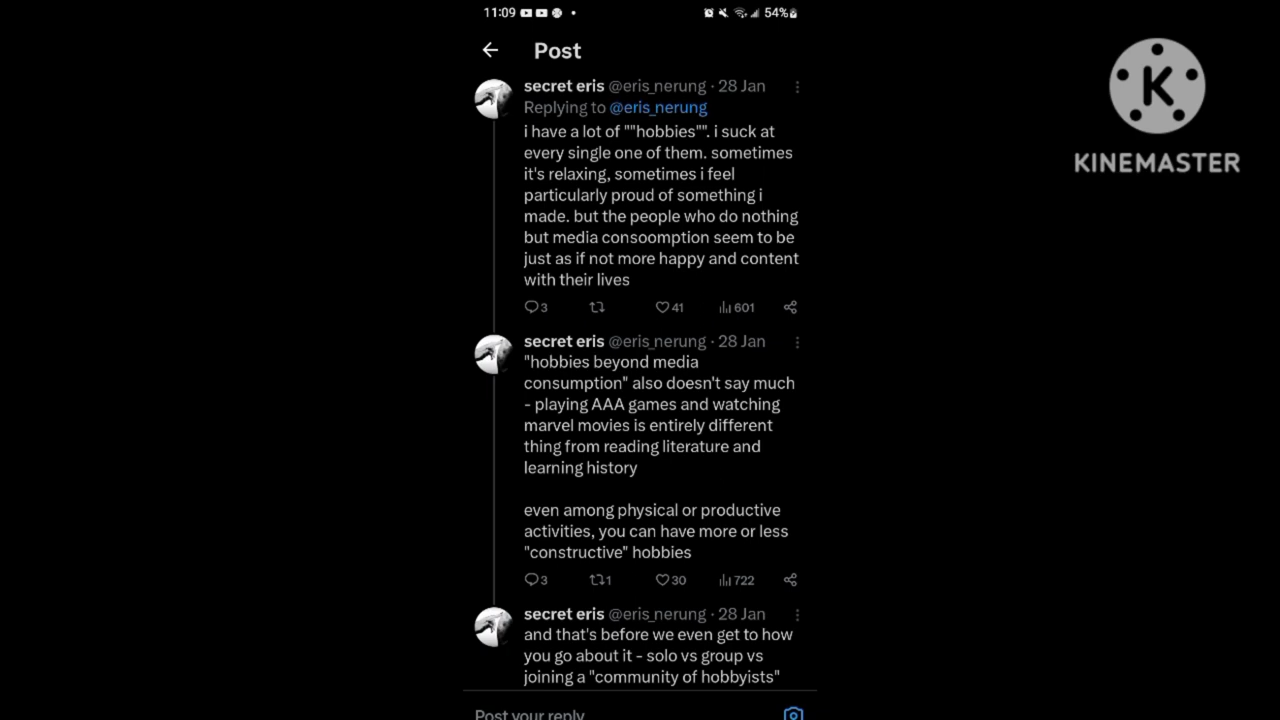 11:09
54%
Post
secret eris @eris_nerung · 28 Jan
Replying to @eris_nerung
i have a lot of ""hobbies"". i suck at
every single one of them. sometimes
it's relaxing, sometimes i feel
particularly proud of something i
made. but the people who do nothing
but media consoomption seem to be
just as if not more happy and content
with their lives
3 41 601
secret eris @eris_nerung · 28 Jan
"hobbies beyond media
consumption" also doesn't say much
- playing AAA games and watching
marvel movies is entirely different
thing from reading literature and
learning history
even among physical or productive
activities, you can have more or less
"constructive" hobbies
3 1 30 722
secret eris @eris_nerung · 28 Jan
and that's before we even get to how
you go about it - solo vs group vs
joining a "community of hobbyists"
Post your reply
K
KINEMASTER